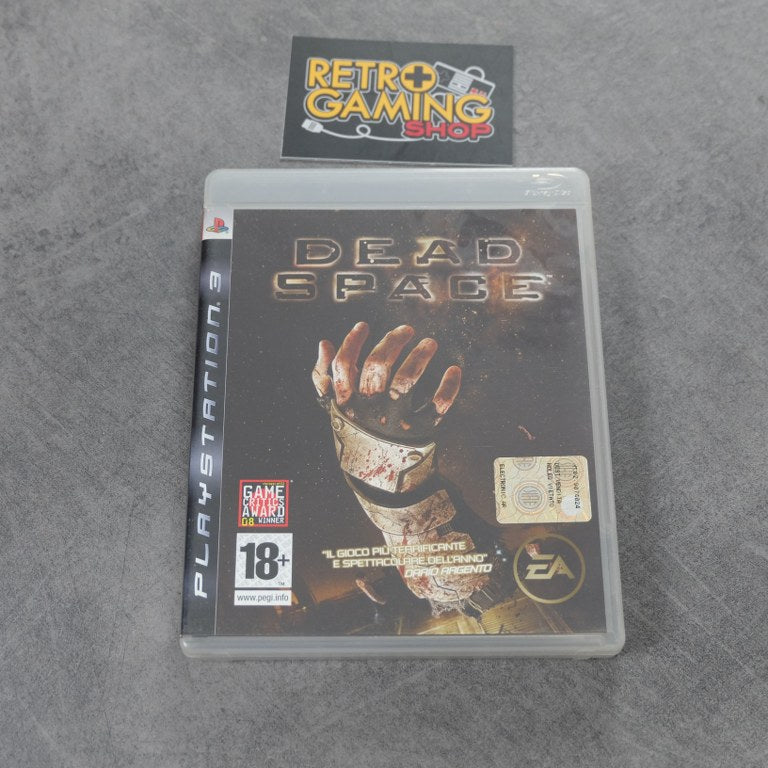 RETRO
GAMING
SHOP
PLAYSTATION 3
DEAD
SPACE™
GAME
CRITICS
AWARD
08 WINNER
18+
www.pegi.info
"IL GIOCO PIÙ TERRIFICANTE
E SPETTACOLARE DELL'ANNO"
DARIO ARGENTO
EA